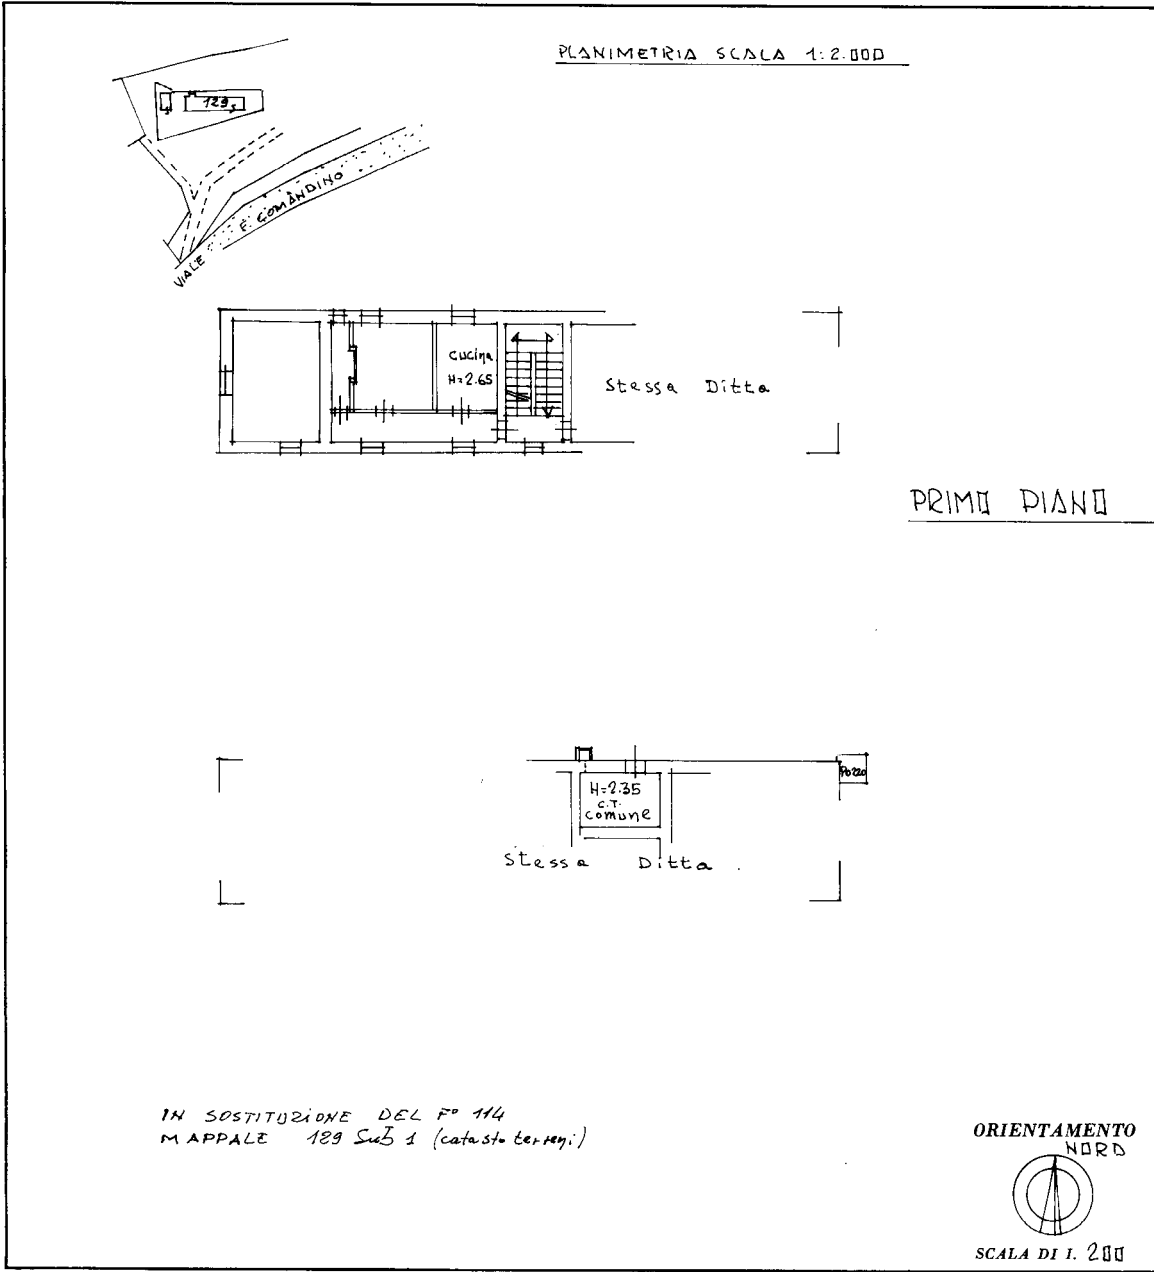 PLANIMETRIA SCALA 1:2.000
129
VIALE F. COMANDINO
cucina
H=2.65
Stessa Ditta
PRIMO PIANO
Pozzo
H=2.35
C.T.
comune
Stessa Ditta
IN SOSTITUZIONE DEL Fº 114
MAPPALE 129 Sub 1 (catasto terreni)
ORIENTAMENTO
NORD
SCALA DI 1. 200